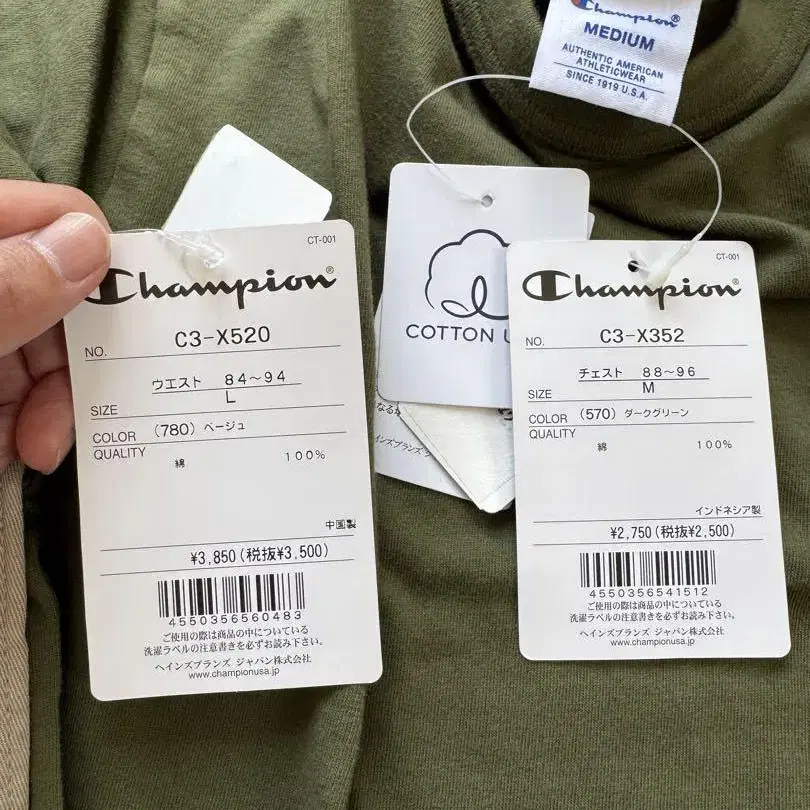 Champion®
MEDIUM
AUTHENTIC AMERICAN
ATHLETICWEAR
SINCE 1919 U.S.A.
CT-001
Champion®
NO. C3-X520
ウエスト 84～94
SIZE L
COLOR (780) ベージュ
QUALITY
綿 100%
中国製
¥3,850(税抜¥3,500)
4550356560483
ご使用の際は商品の中についている
洗濯ラベルの注意書きを必ずお読み下さい。
ヘインズブランズ ジャパン株式会社
www.championusa.jp
COTTON U
CT-001
Champion®
NO. C3-X352
チェスト 88～96
SIZE M
COLOR (570) ダークグリーン
QUALITY
綿 100%
インドネシア製
¥2,750(税抜¥2,500)
4550356541512
ご使用の際は商品の中についている
洗濯ラベルの注意書きを必ずお読み下さい。
ヘインズブランズ ジャパン株式会社
www.championusa.jp